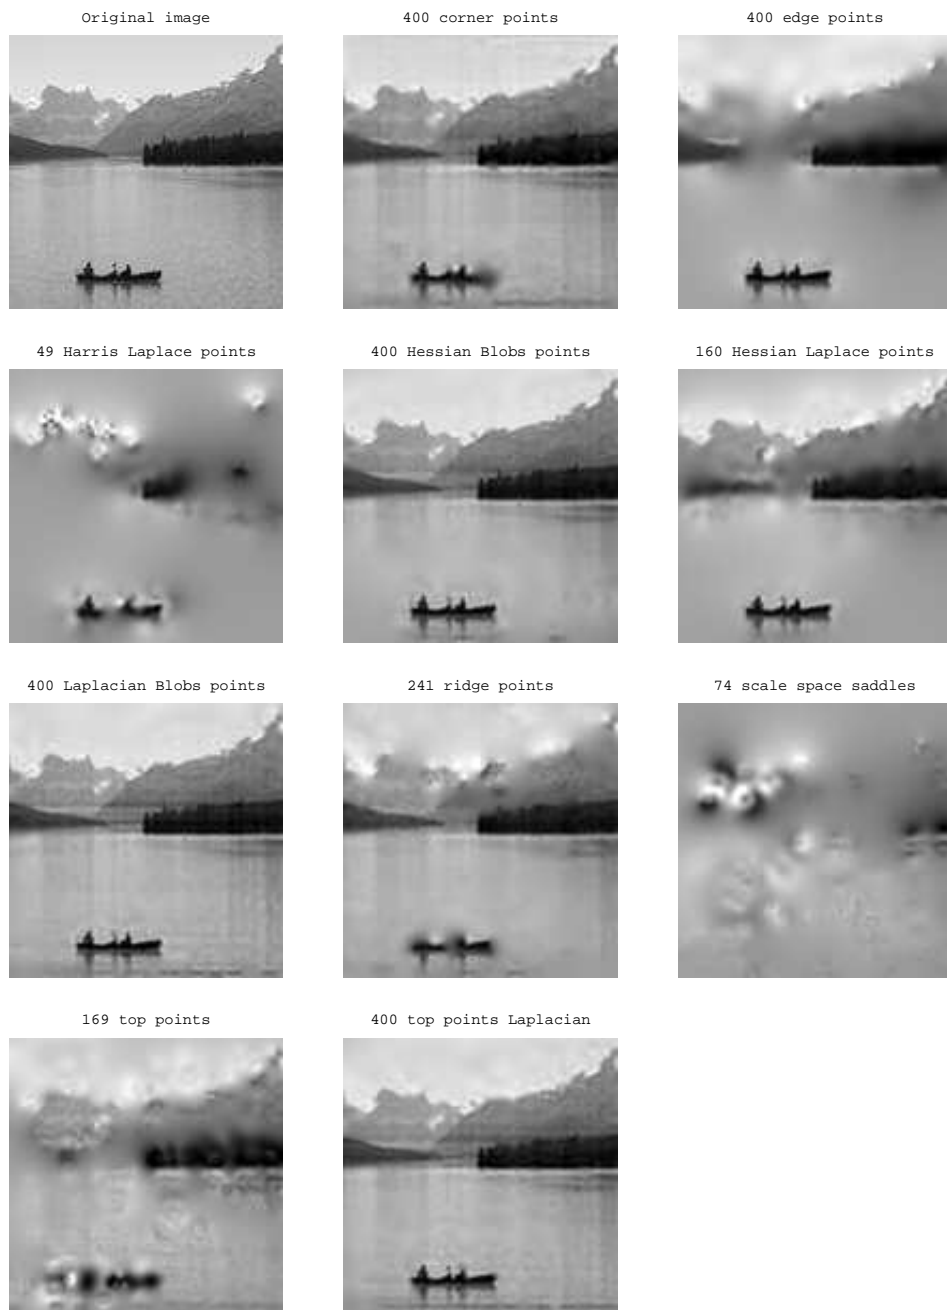 Original image
400 corner points
400 edge points
49 Harris Laplace points
400 Hessian Blobs points
160 Hessian Laplace points
400 Laplacian Blobs points
241 ridge points
74 scale space saddles
169 top points
400 top points Laplacian